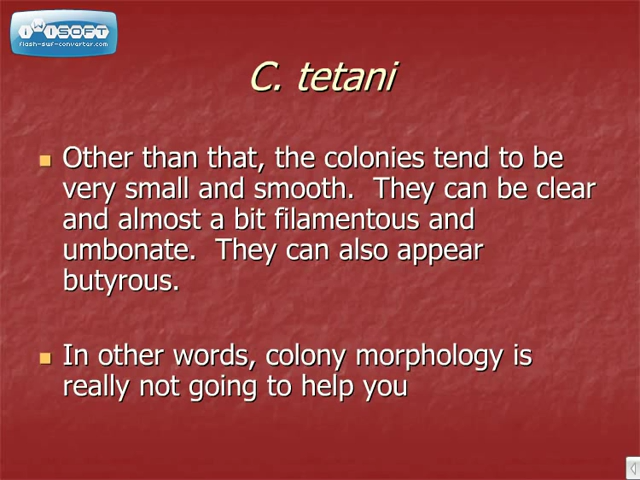 iWiSOFT
flash-swf-converter.com
C. tetani
Other than that, the colonies tend to be
very small and smooth. They can be clear
and almost a bit filamentous and
umbonate. They can also appear
butyrous.
In other words, colony morphology is
really not going to help you